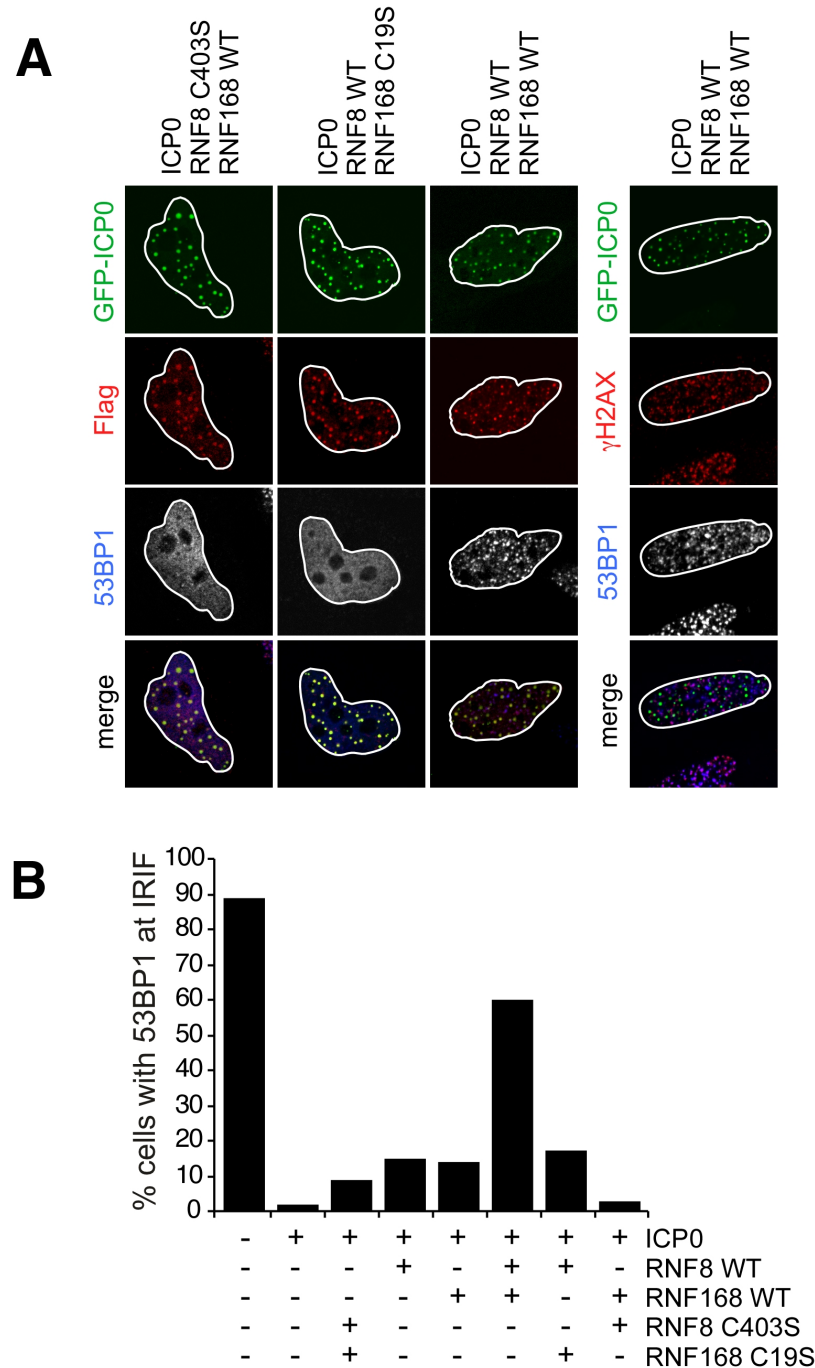 A
ICP0
RNF8 C403S
RNF168 WT
ICP0
RNF8 WT
RNF168 C19S
ICP0
RNF8 WT
RNF168 WT
ICP0
RNF8 WT
RNF168 WT
GFP-ICP0
GFP-ICP0
Flag
γH2AX
53BP1
53BP1
merge
merge
B
% cells with 53BP1 at IRIF
100
90
80
70
60
50
40
30
20
10
0
- + + + + + + + ICP0
- - - + - + + - RNF8 WT
- - - - + + - + RNF168 WT
- - + - - - - + RNF8 C403S
- - + - - - + - RNF168 C19S